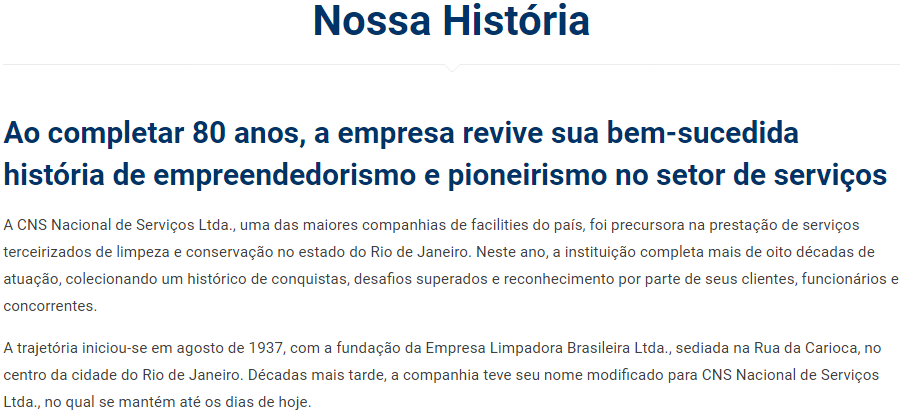 Nossa História
Ao completar 80 anos, a empresa revive sua bem-sucedida
história de empreendedorismo e pioneirismo no setor de serviços
A CNS Nacional de Serviços Ltda., uma das maiores companhias de facilities do país, foi precursora na prestação de serviços
terceirizados de limpeza e conservação no estado do Rio de Janeiro. Neste ano, a instituição completa mais de oito décadas de
atuação, colecionando um histórico de conquistas, desafios superados e reconhecimento por parte de seus clientes, funcionários e
concorrentes.
A trajetória iniciou-se em agosto de 1937, com a fundação da Empresa Limpadora Brasileira Ltda., sediada na Rua da Carioca, no
centro da cidade do Rio de Janeiro. Décadas mais tarde, a companhia teve seu nome modificado para CNS Nacional de Serviços
Ltda., no qual se mantém até os dias de hoje.